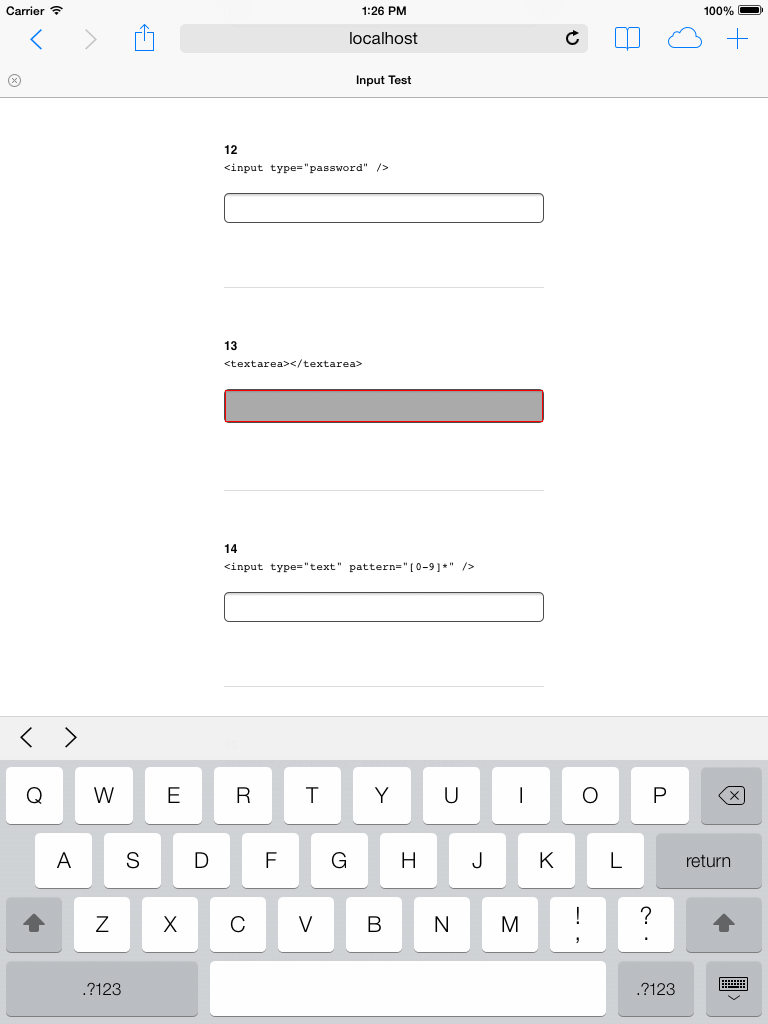 Carrier 1:26 PM 100%
localhost
Input Test
12
<input type="password" />
13
<textarea></textarea>
14
<input type="text" pattern="[0-9]*" />
Q W E R T Y U I O P
A S D F G H J K L return
Z X C V B N M ! , ? .
.?123 .?123